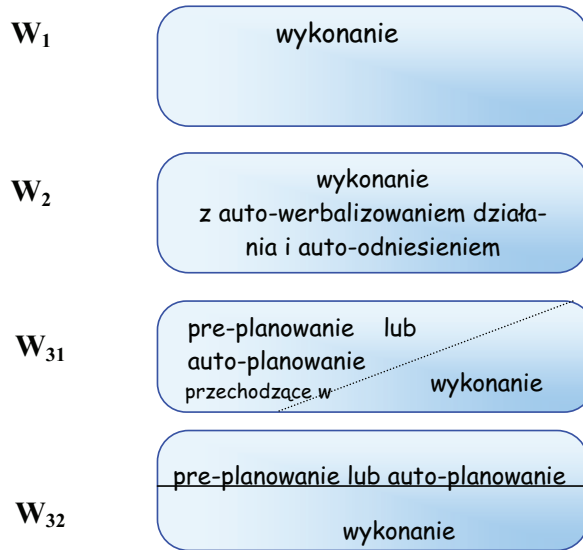 W1 wykonanie
W2 wykonanie
z auto-werbalizowaniem działa-
nia i auto-odniesieniem
W31 pre-planowanie lub
auto-planowanie
przechodzące w wykonanie
pre-planowanie lub auto-planowanie
W32 wykonanie